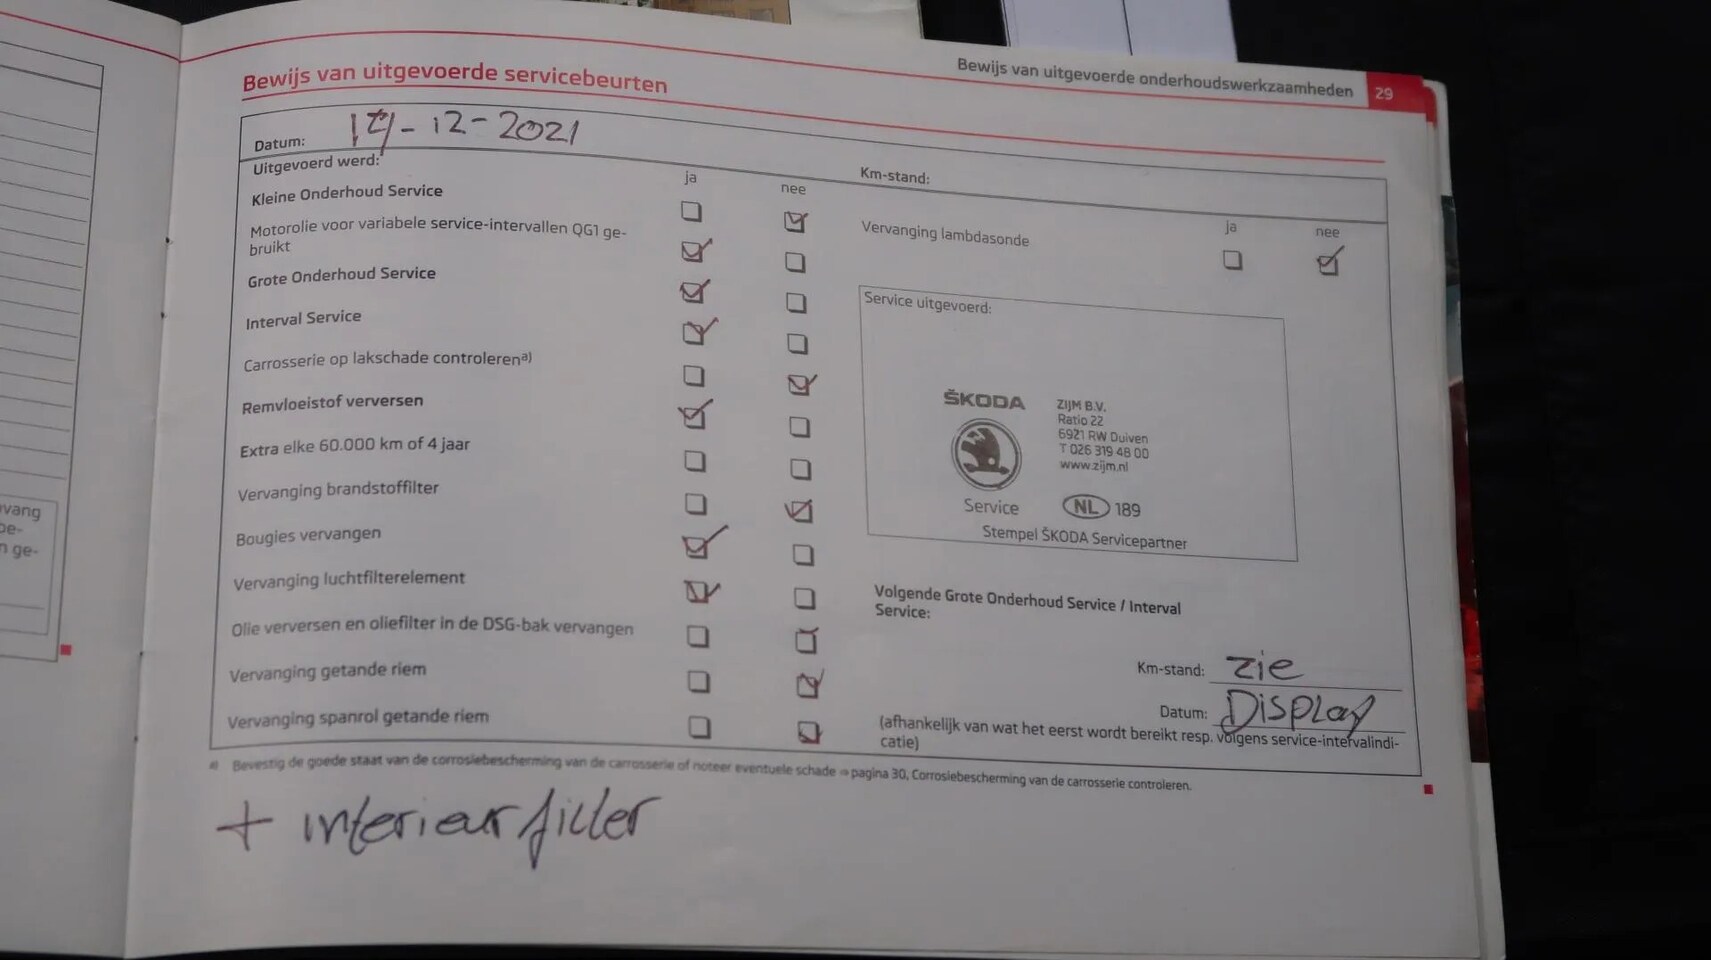 Bewijs van uitgevoerde onderhoudswerkzaamheden 29
Bewijs van uitgevoerde servicebeurten
Datum: -12-2021
Km-stand:
Uitgevoerd werd:
ja nee
Kleine Onderhoud Service
Motorolie voor variabele service-intervallen QG1 ge-
bruikt
Grote Onderhoud Service
Interval Service
Carrosserie op lakschade controlerena)
Remvloeistof verversen
Extra elke 60.000 km of 4 jaar
Vervanging brandstoffilter
Bougies vervangen
Vervanging luchtfilterelement
Olie verversen en oliefilter in de DSG-bak vervangen
Vervanging getande riem
Vervanging spanrol getande riem
ja nee
Vervanging lambdasonde
Service uitgevoerd:
ŠKODA
Service
ZIJM B.V.
Ratio 22
6921 RW Duiven
T 026 319 48 00
www.zijm.nl
NL 189
Stempel ŠKODA Servicepartner
Volgende Grote Onderhoud Service / Interval
Service:
Km-stand: zie
Datum: Display
(afhankelijk van wat het eerst wordt bereikt resp. volgens service-intervalindi-
catie)
a) Bevestig de goede staat van de corrosiebescherming van de carrosserie of noteer eventuele schade ⇒ pagina 30, Corrosiebescherming van de carrosserie controleren.
+ interieurfilter